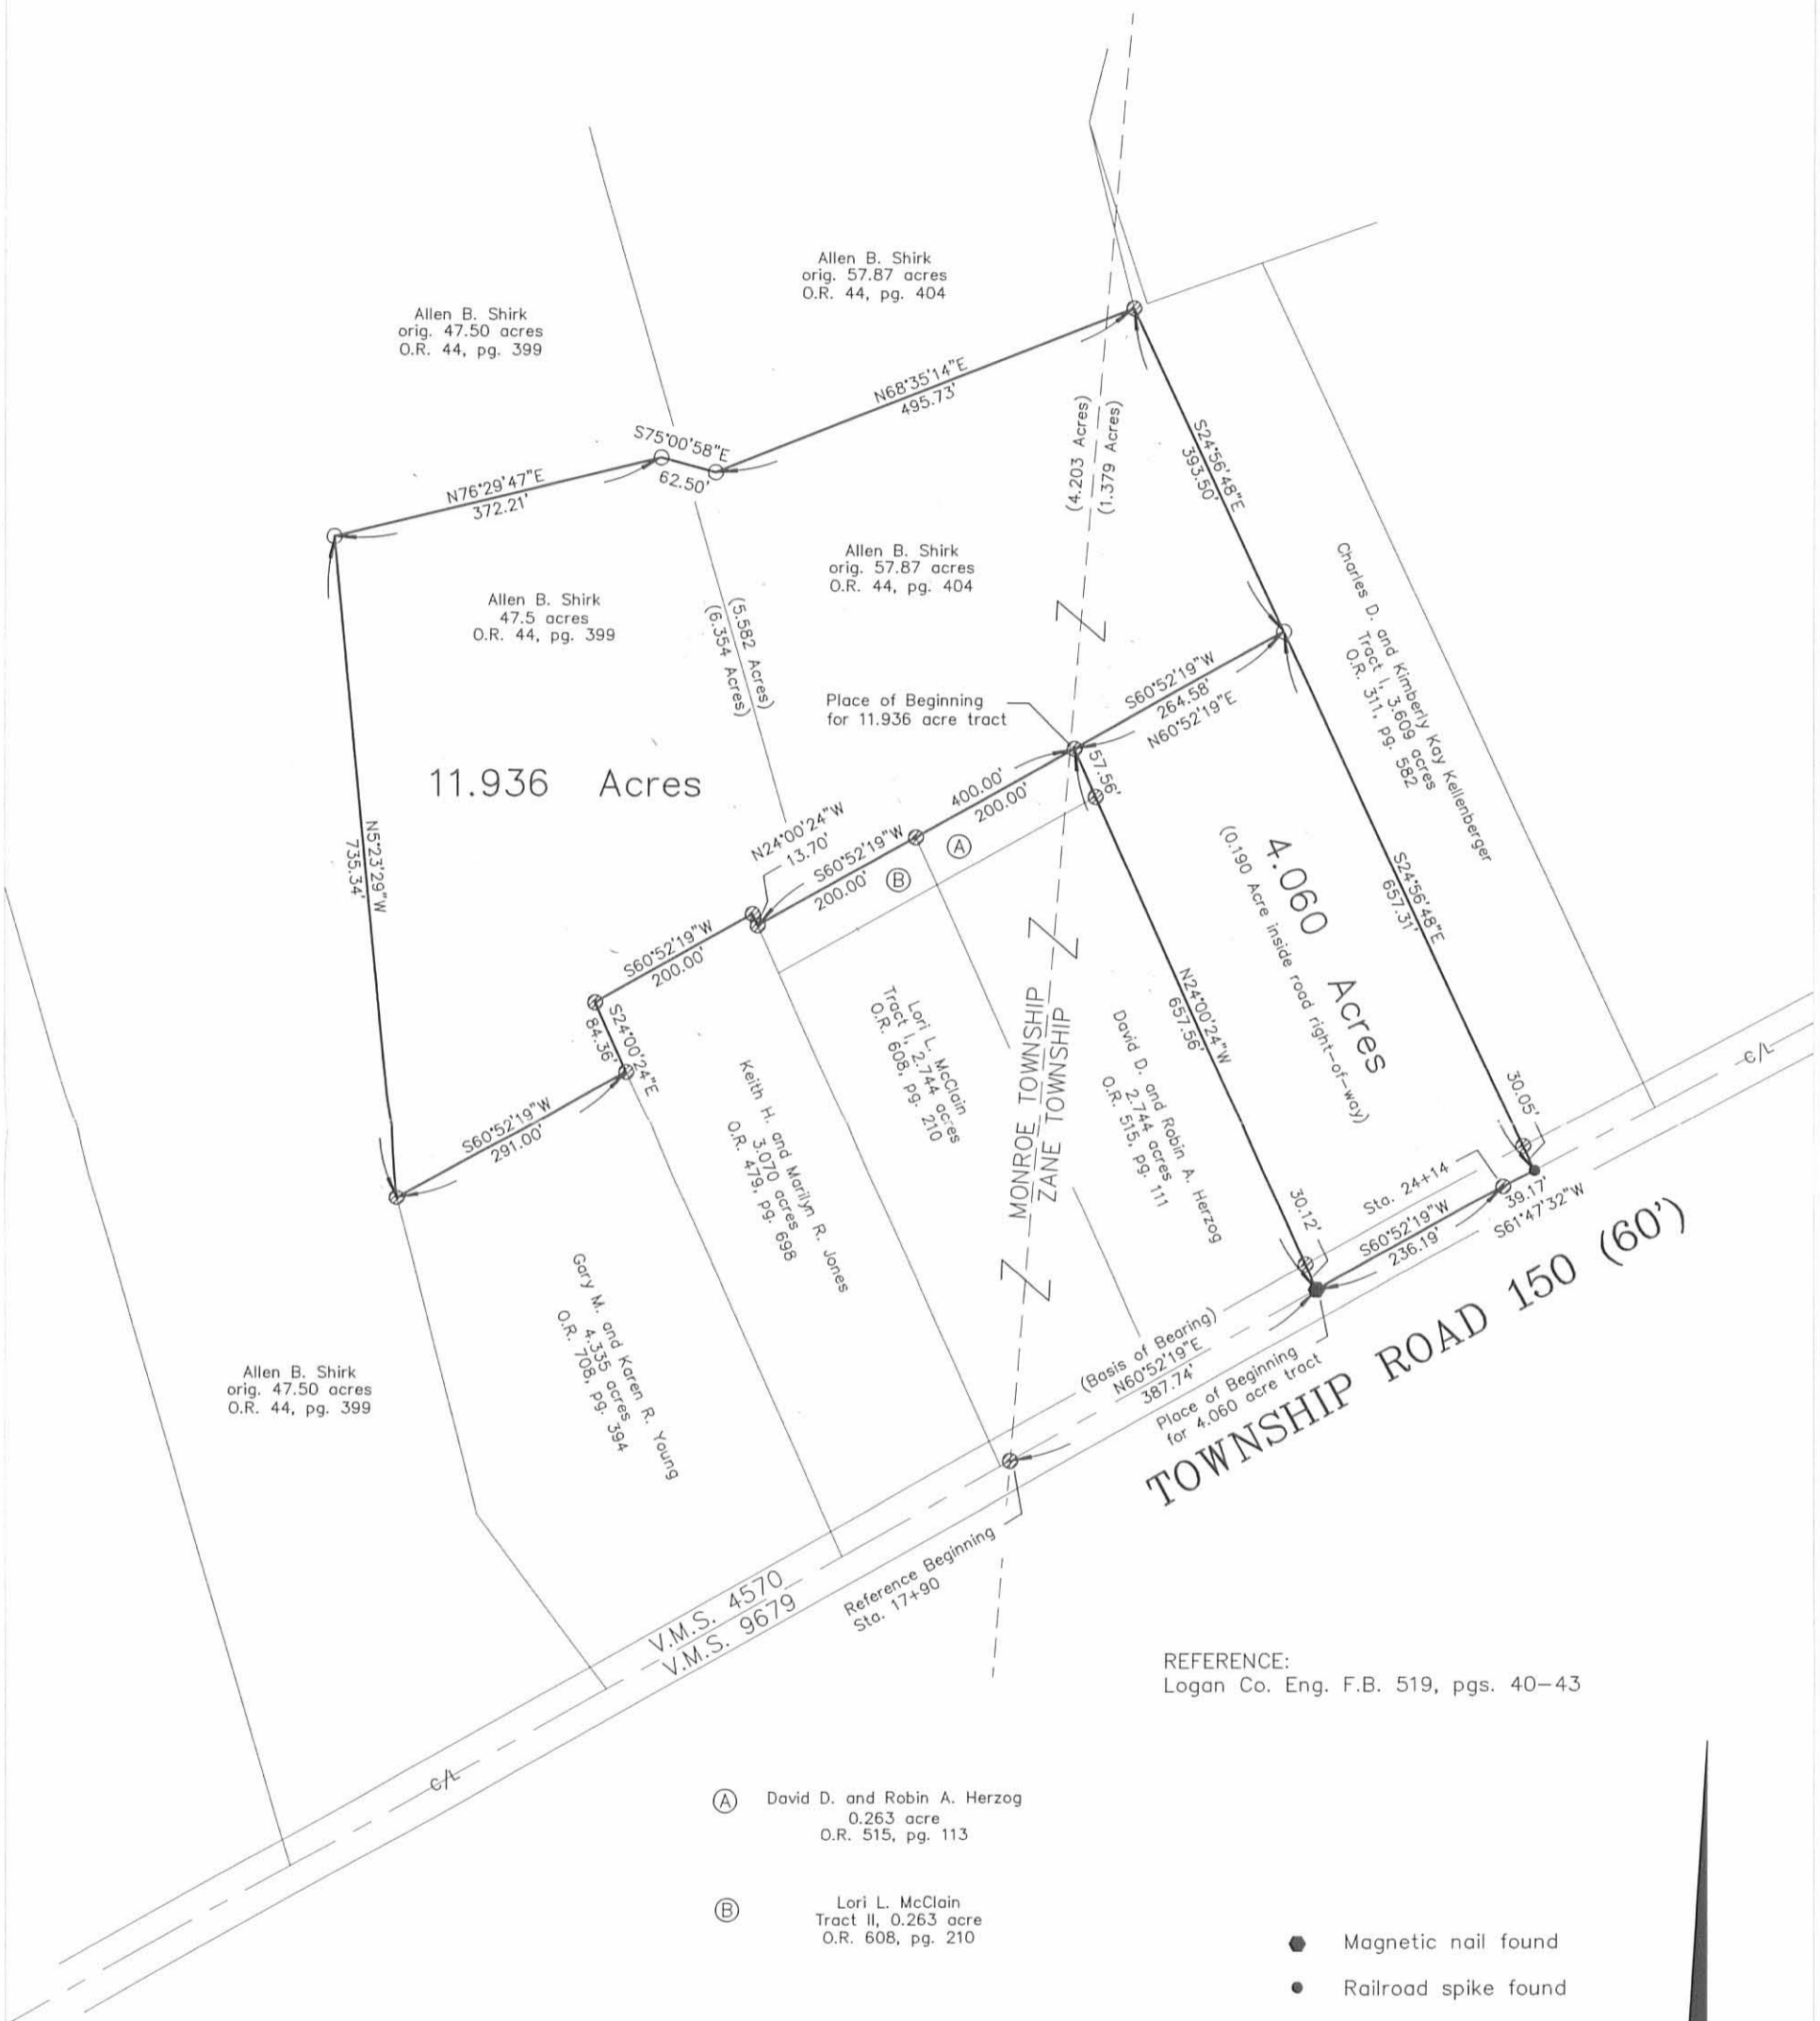 Allen B. Shirk
orig. 57.87 acres
O.R. 44, pg. 404
Allen B. Shirk
orig. 47.50 acres
O.R. 44, pg. 399
N68°35'14"E
495.73'
S75°00'58"E
62.50'
N76°29'47"E
372.21'
(4.203 Acres)
(1.379 Acres)
S24°56'48"E
393.50'
Allen B. Shirk
orig. 57.87 acres
O.R. 44, pg. 404
Allen B. Shirk
47.5 acres
O.R. 44, pg. 399
(5.582 Acres)
(6.354 Acres)
Charles D. and Kimberly Kay Kellenberger
Tract I, 3.609 acres
O.R. 311, pg. 582
Place of Beginning
for 11.936 acre tract
S60°52'19"W
264.58'
N60°52'19"E
57.56'
11.936 Acres
400.00'
200.00'
N24°00'24"W
13.70'
S60°52'19"W
200.00'
A
B
N5°23'29"W
735.34'
4.060 Acres
(0.190 Acre inside road right-of-way)
S24°56'48"E
657.31'
S60°52'19"W
200.00'
S24°00'24"E
84.36'
N24°00'24"W
657.56'
Lori L. McClain
Tract I, 2.744 acres
O.R. 608, pg. 210
MONROE TOWNSHIP
ZANE TOWNSHIP
David D. and Robin A. Herzog
2.744 acres
O.R. 515, pg. 111
Keith H. and Marilyn R. Jones
3.070 acres
O.R. 479, pg. 698
S60°52'19"W
291.00'
30.05'
C/L
Sta. 24+14
39.17'
S61°47'32"W
30.12'
S60°52'19"W
236.19'
Gary M. and Karen R. Young
4.335 acres
O.R. 708, pg. 394
(Basis of Bearing)
N60°52'19"E
387.74'
Place of Beginning
for 4.060 acre tract
TOWNSHIP ROAD 150 (60')
Allen B. Shirk
orig. 47.50 acres
O.R. 44, pg. 399
Reference Beginning
Sta. 17+90
V.M.S. 4570
V.M.S. 9679
REFERENCE:
Logan Co. Eng. F.B. 519, pgs. 40-43
C/L
A David D. and Robin A. Herzog
0.263 acre
O.R. 515, pg. 113
B Lori L. McClain
Tract II, 0.263 acre
O.R. 608, pg. 210
Magnetic nail found
Railroad spike found